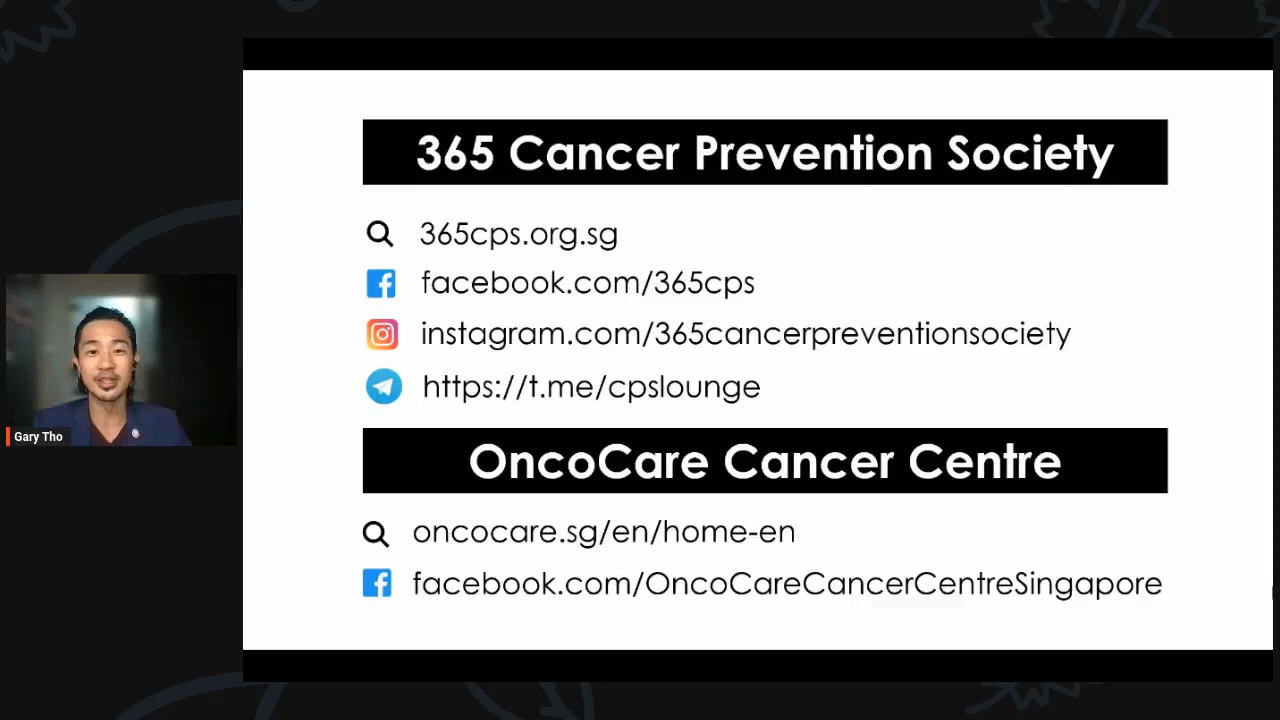 365 Cancer Prevention Society
365cps.org.sg
facebook.com/365cps
instagram.com/365cancerpreventionsociety
https://t.me/cpslounge
Gary Tho
OncoCare Cancer Centre
oncocare.sg/en/home-en
facebook.com/OncoCareCancerCentreSingapore